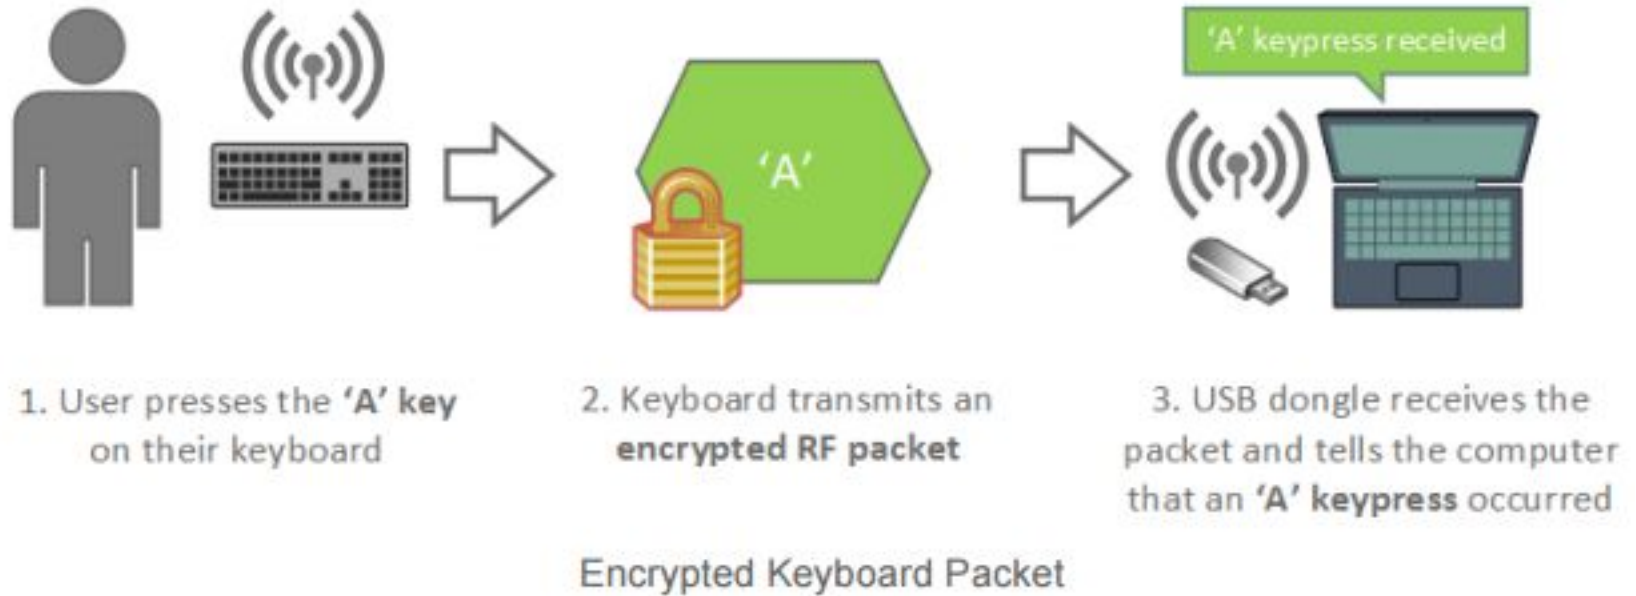 'A' keypress received
'A'
1. User presses the 'A' key
on their keyboard
2. Keyboard transmits an
encrypted RF packet
3. USB dongle receives the
packet and tells the computer
that an 'A' keypress occurred
Encrypted Keyboard Packet